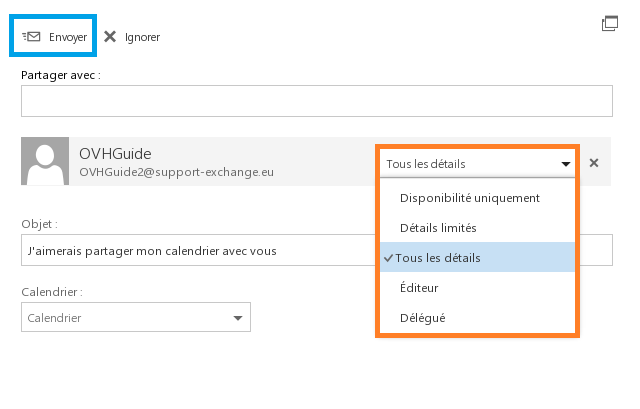 Envoyer Ignorer
Partager avec :
OVHGuide
OVHGuide2@support-exchange.eu
Tous les détails
Disponibilité uniquement
Détails limités
Tous les détails
Éditeur
Délégué
Objet :
J'aimerais partager mon calendrier avec vous
Calendrier :
Calendrier